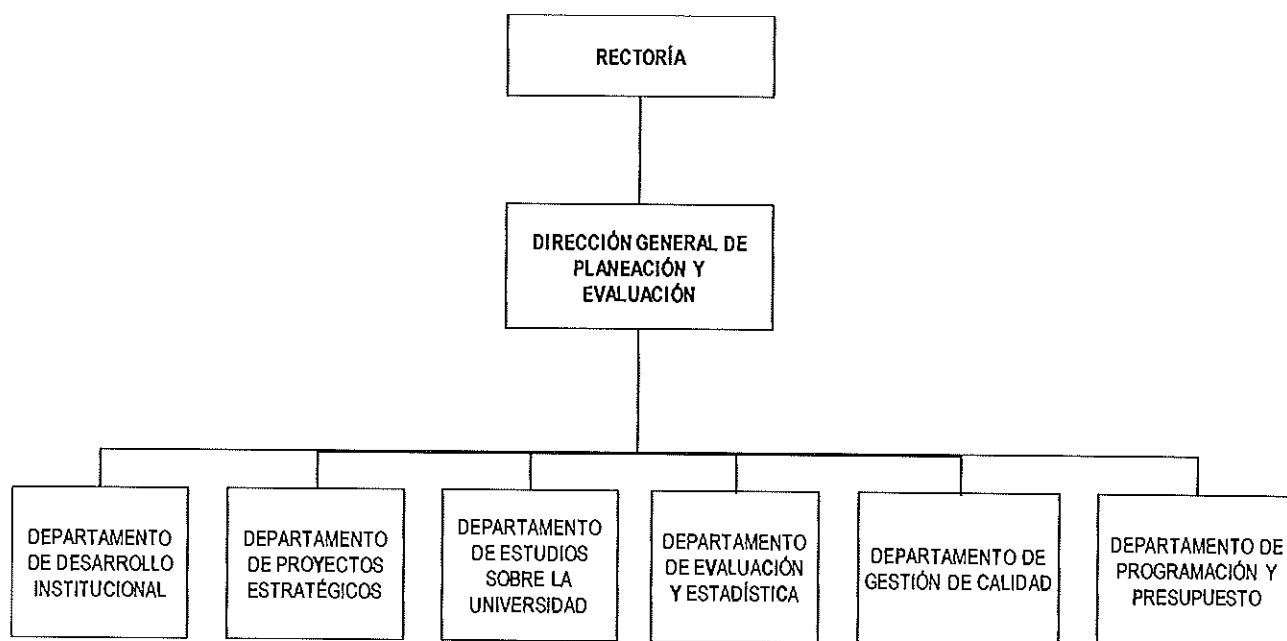 RECTORÍA
DIRECCIÓN GENERAL DE
PLANEACIÓN Y
EVALUACIÓN
DEPARTAMENTO
DE DESARROLLO
INSTITUCIONAL
DEPARTAMENTO
DE PROYECTOS
ESTRATÉGICOS
DEPARTAMENTO
DE ESTUDIOS
SOBRE LA
UNIVERSIDAD
DEPARTAMENTO
DE EVALUACIÓN
Y ESTADÍSTICA
DEPARTAMENTO DE
GESTIÓN DE CALIDAD
DEPARTAMENTO DE
PROGRAMACIÓN Y
PRESUPUESTO